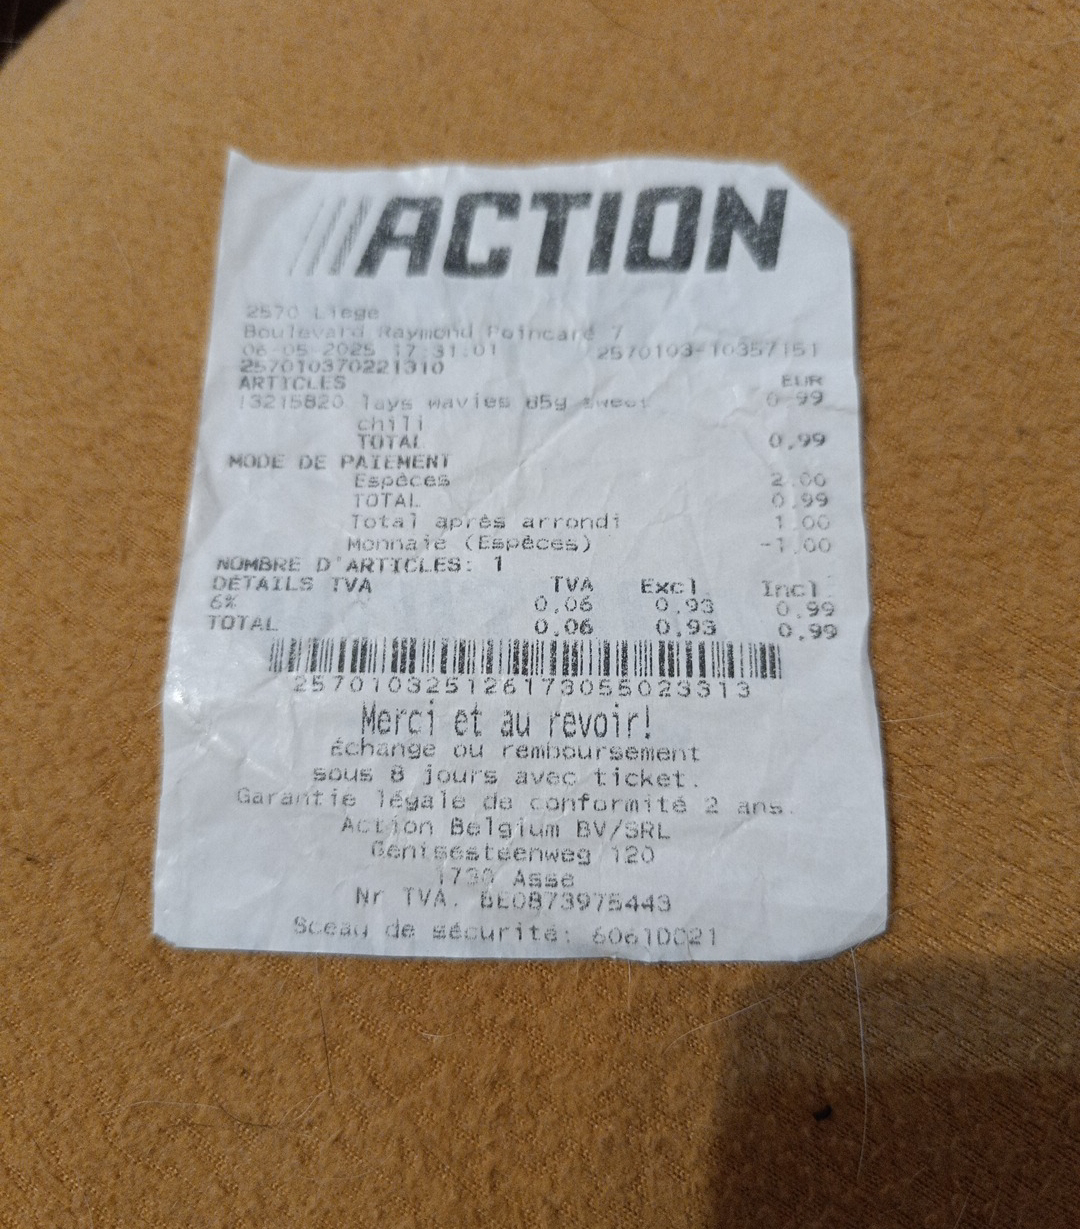 ACTION
2570 Liege
Boulevard Raymond Poincaré 7
06-05-2025 17:31:01 2570103-10357151
257010370221310
ARTICLES EUR
13215820 lays wavies 85g sweet 0.99
chili
TOTAL 0.99
MODE DE PAIEMENT
Espèces 2.00
TOTAL 0.99
Total après arrondi 1.00
Monnaie (Espèces) -1.00
NOMBRE D'ARTICLES: 1
DÉTAILS TVA TVA Excl. Incl.
6% 0.06 0.93 0.99
TOTAL 0.06 0.93 0.99
257010325126173055023313
Merci et au revoir!
Échange ou remboursement
sous 8 jours avec ticket.
Garantie légale de conformité 2 ans.
Action Belgium BV/SRL
Genisesteenweg 120
1730 Asse
Nr TVA. BE0873975443
Sceau de sécurité: